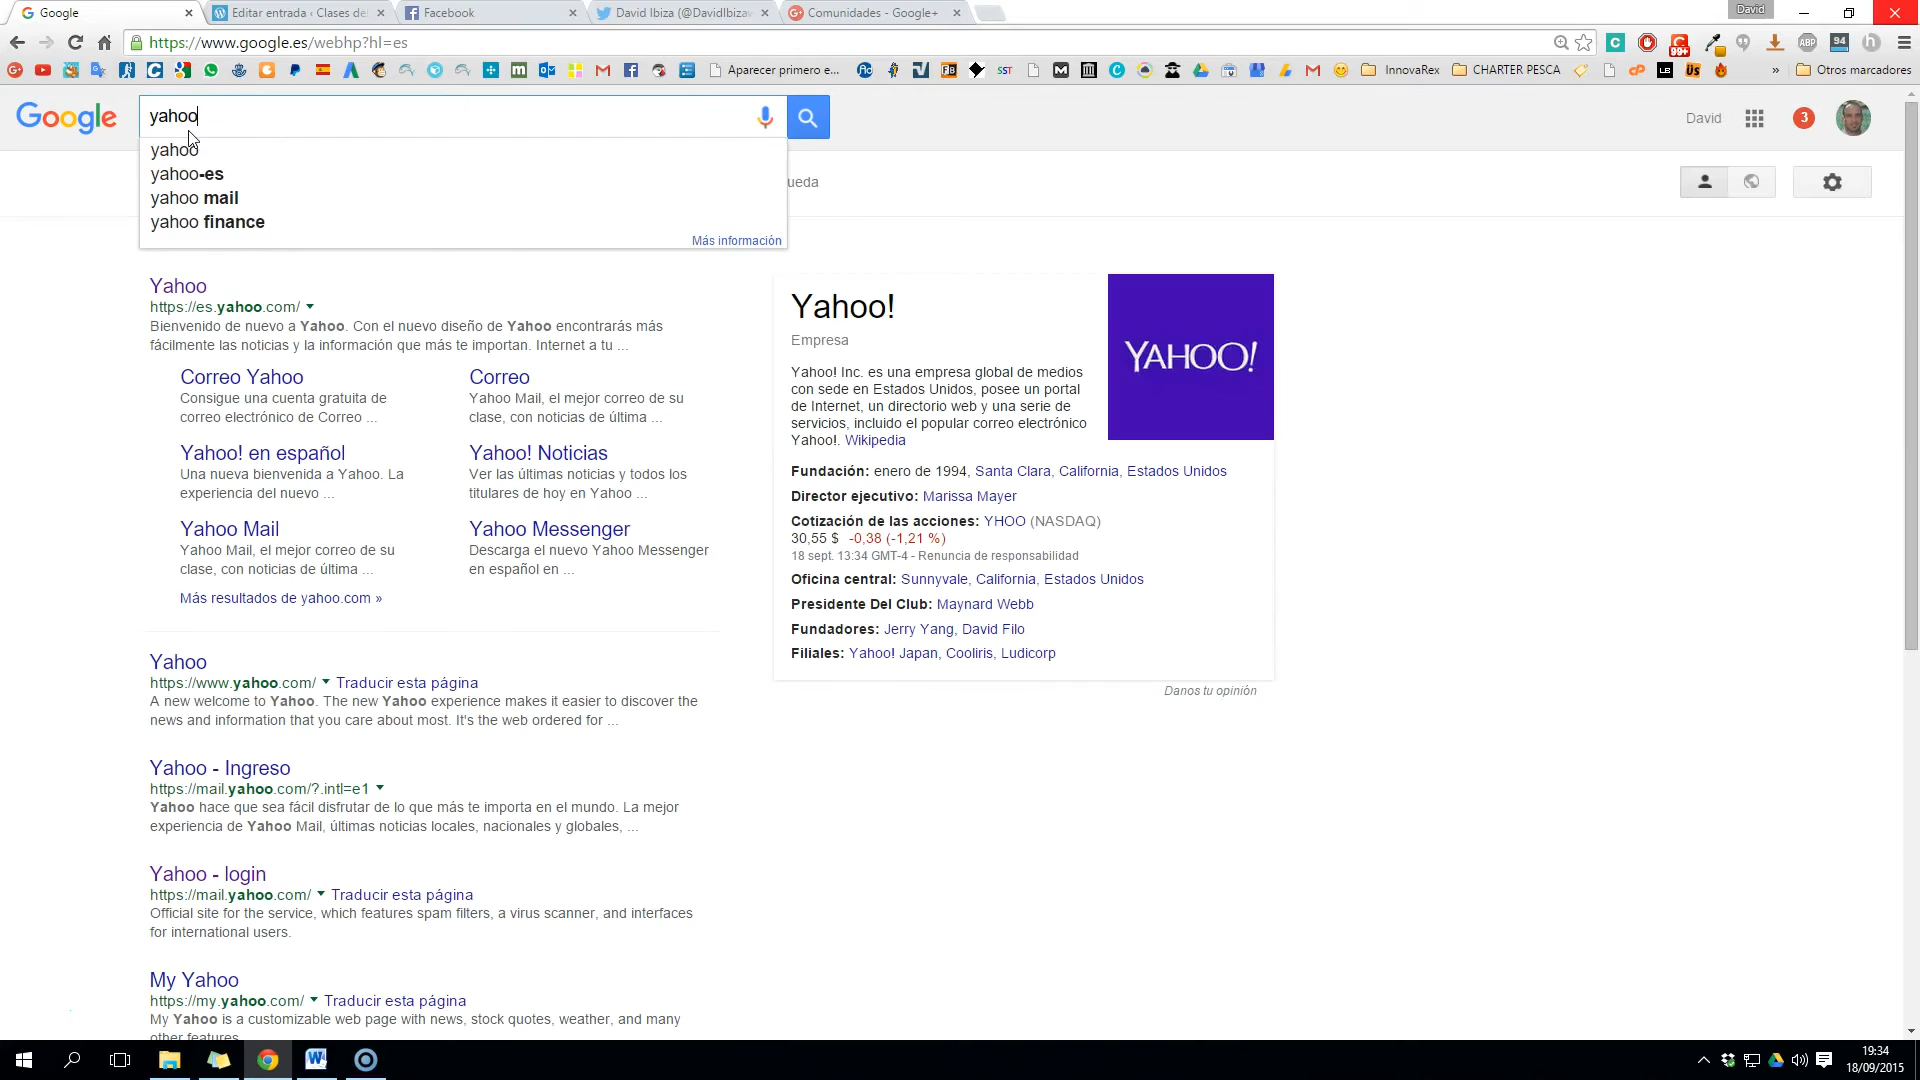 Google
Editar entrada ‹ Clases de
Facebook
David Ibiza (@DavidIbizaw
Comunidades - Google+
David
https://www.google.es/webhp?hl=es
99+
ABP
94
Aparecer primero e...
SST
InnovaRex
CHARTER PESCA
Otros marcadores
Google
yahoo
David
3
yahoo
yahoo-es
yahoo mail
yahoo finance
Más información
ueda
Yahoo
https://es.yahoo.com/
Bienvenido de nuevo a Yahoo. Con el nuevo diseño de Yahoo encontrarás más
fácilmente las noticias y la información que más te importan. Internet a tu ...
Correo Yahoo
Consigue una cuenta gratuita de
correo electrónico de Correo ...
Correo
Yahoo Mail, el mejor correo de su
clase, con noticias de última ...
Yahoo! en español
Una nueva bienvenida a Yahoo. La
experiencia del nuevo ...
Yahoo! Noticias
Ver las últimas noticias y todos los
titulares de hoy en Yahoo ...
Yahoo Mail
Yahoo Mail, el mejor correo de su
clase, con noticias de última ...
Yahoo Messenger
Descarga el nuevo Yahoo Messenger
en español en ...
Más resultados de yahoo.com »
Yahoo
https://www.yahoo.com/ Traducir esta página
A new welcome to Yahoo. The new Yahoo experience makes it easier to discover the
news and information that you care about most. It's the web ordered for ...
Yahoo - Ingreso
https://mail.yahoo.com/?.intl=e1
Yahoo hace que sea fácil disfrutar de lo que más te importa en el mundo. La mejor
experiencia de Yahoo Mail, últimas noticias locales, nacionales y globales, ...
Yahoo - login
https://mail.yahoo.com/ Traducir esta página
Official site for the service, which features spam filters, a virus scanner, and interfaces
for international users.
My Yahoo
https://my.yahoo.com/ Traducir esta página
My Yahoo is a customizable web page with news, stock quotes, weather, and many
other features.
Yahoo!
Empresa
YAHOO!
Yahoo! Inc. es una empresa global de medios
con sede en Estados Unidos, posee un portal
de Internet, un directorio web y una serie de
servicios, incluido el popular correo electrónico
Yahoo!. Wikipedia
Fundación: enero de 1994, Santa Clara, California, Estados Unidos
Director ejecutivo: Marissa Mayer
Cotización de las acciones: YHOO (NASDAQ)
30,55 $ -0,38 (-1,21 %)
18 sept. 13:34 GMT-4 - Renuncia de responsabilidad
Oficina central: Sunnyvale, California, Estados Unidos
Presidente Del Club: Maynard Webb
Fundadores: Jerry Yang, David Filo
Filiales: Yahoo! Japan, Cooliris, Ludicorp
Danos tu opinión
19:34
18/09/2015